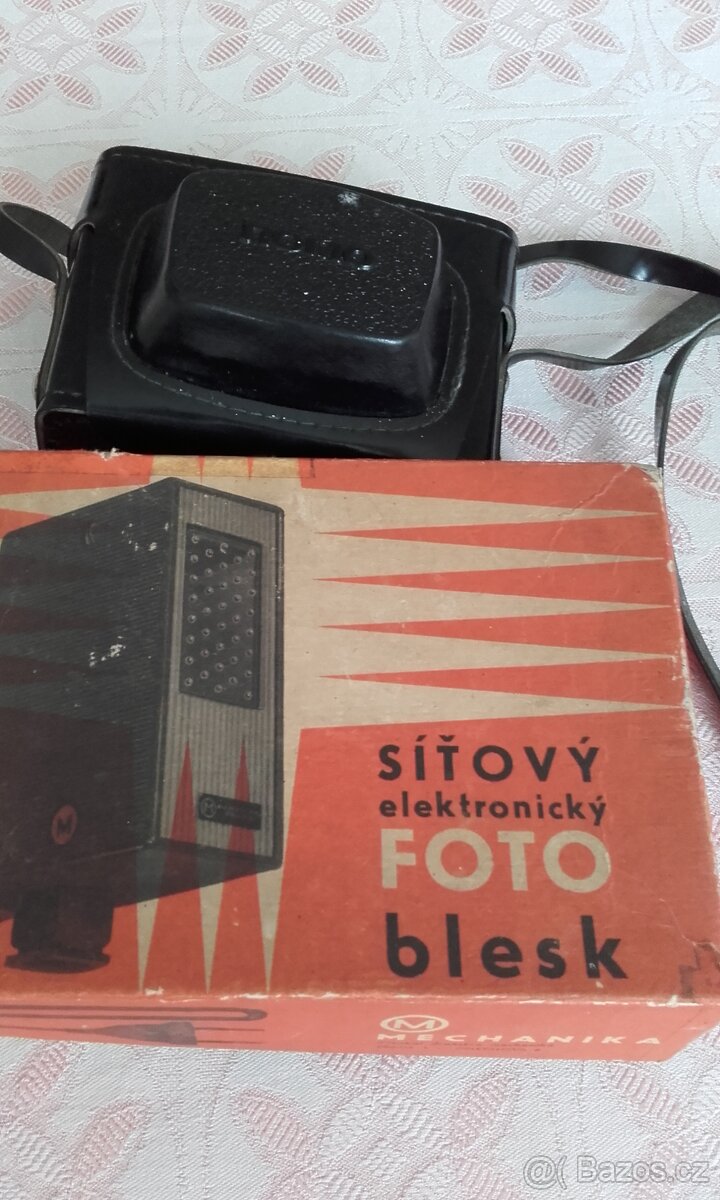 SÍŤOVÝ
elektronický
FOTO
blesk
M
M
M MECHANIKA
@( Bazos.cz